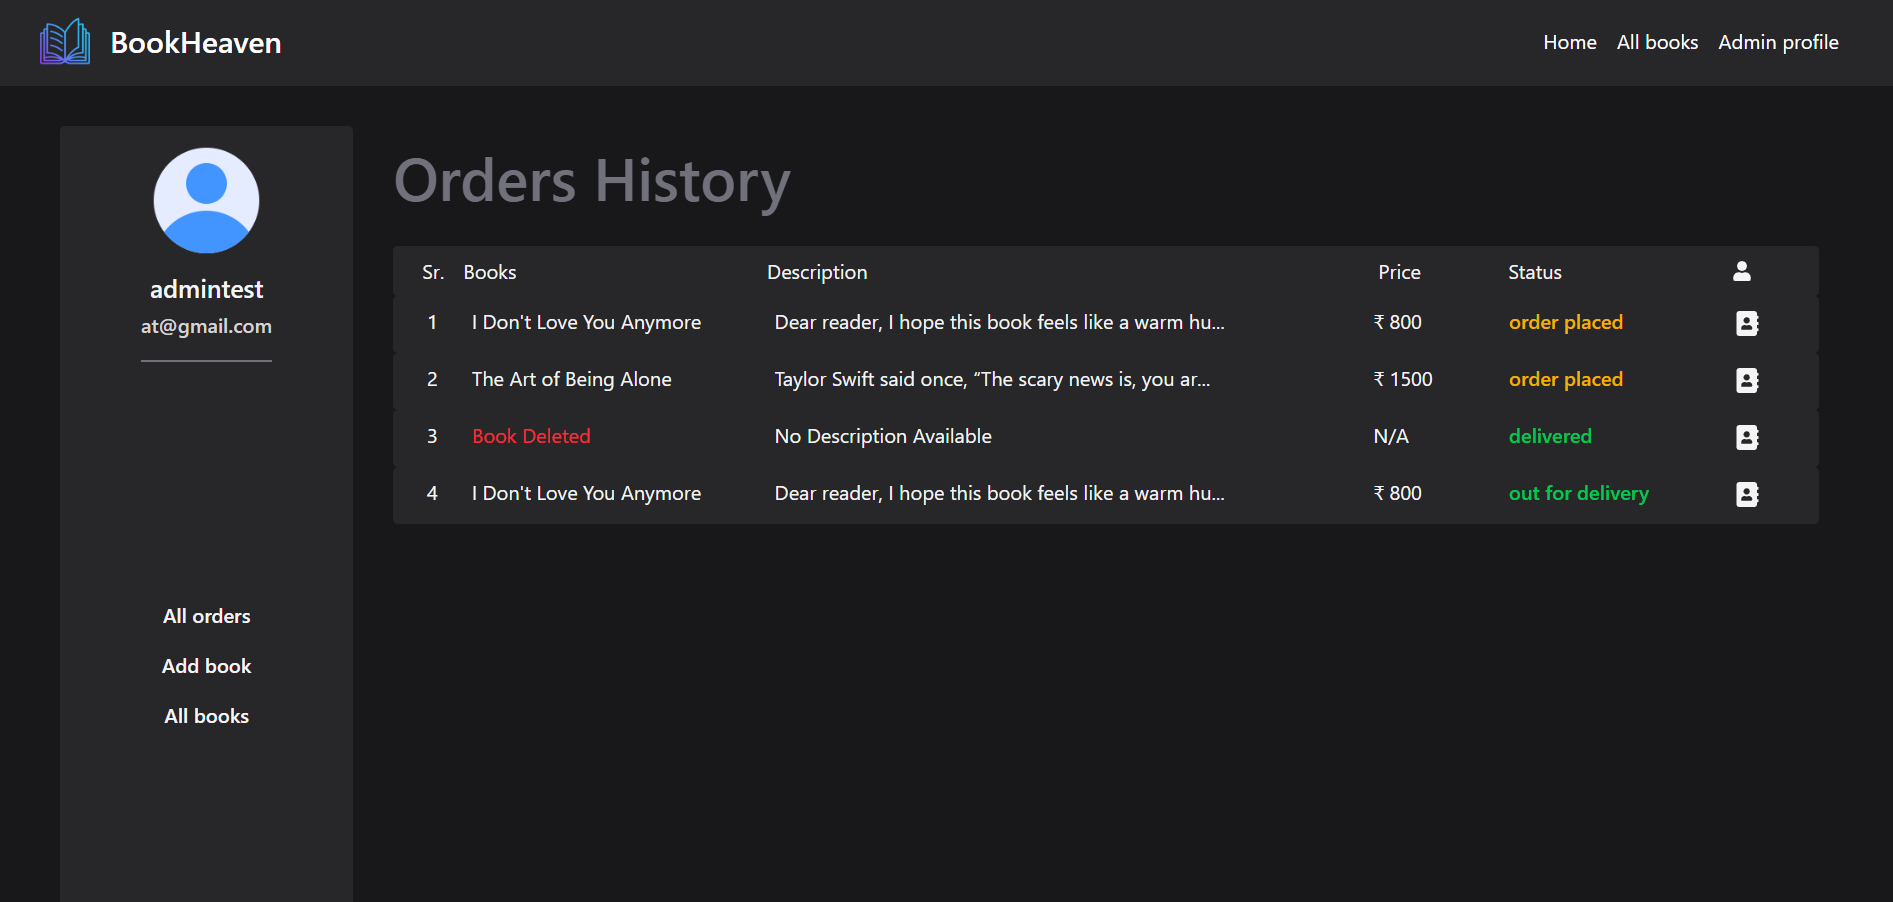 BookHeaven
Home All books Admin profile
admintest
at@gmail.com
All orders
Add book
All books
Orders History
Sr. Books Description Price Status
1 I Don't Love You Anymore Dear reader, I hope this book feels like a warm hu... ₹ 800 order placed
2 The Art of Being Alone Taylor Swift said once, “The scary news is, you ar... ₹ 1500 order placed
3 Book Deleted No Description Available N/A delivered
4 I Don't Love You Anymore Dear reader, I hope this book feels like a warm hu... ₹ 800 out for delivery